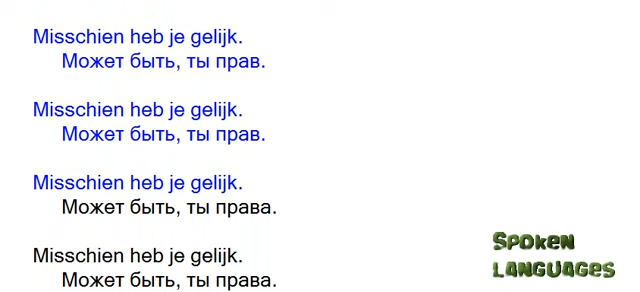 Misschien heb je gelijk.
Может быть, ты прав.
Misschien heb je gelijk.
Может быть, ты прав.
Misschien heb je gelijk.
Может быть, ты права.
Misschien heb je gelijk.
Может быть, ты права.
Spoken
Languages